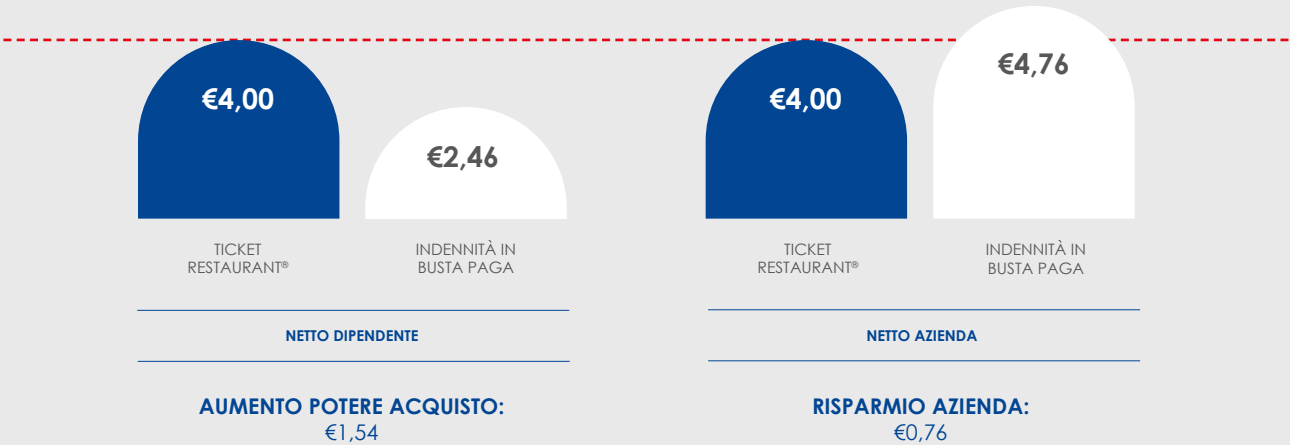 €4,00
€2,46
TICKET
RESTAURANT®
INDENNITÀ IN
BUSTA PAGA
NETTO DIPENDENTE
AUMENTO POTERE ACQUISTO:
€1,54
€4,00
€4,76
TICKET
RESTAURANT®
INDENNITÀ IN
BUSTA PAGA
NETTO AZIENDA
RISPARMIO AZIENDA:
€0,76